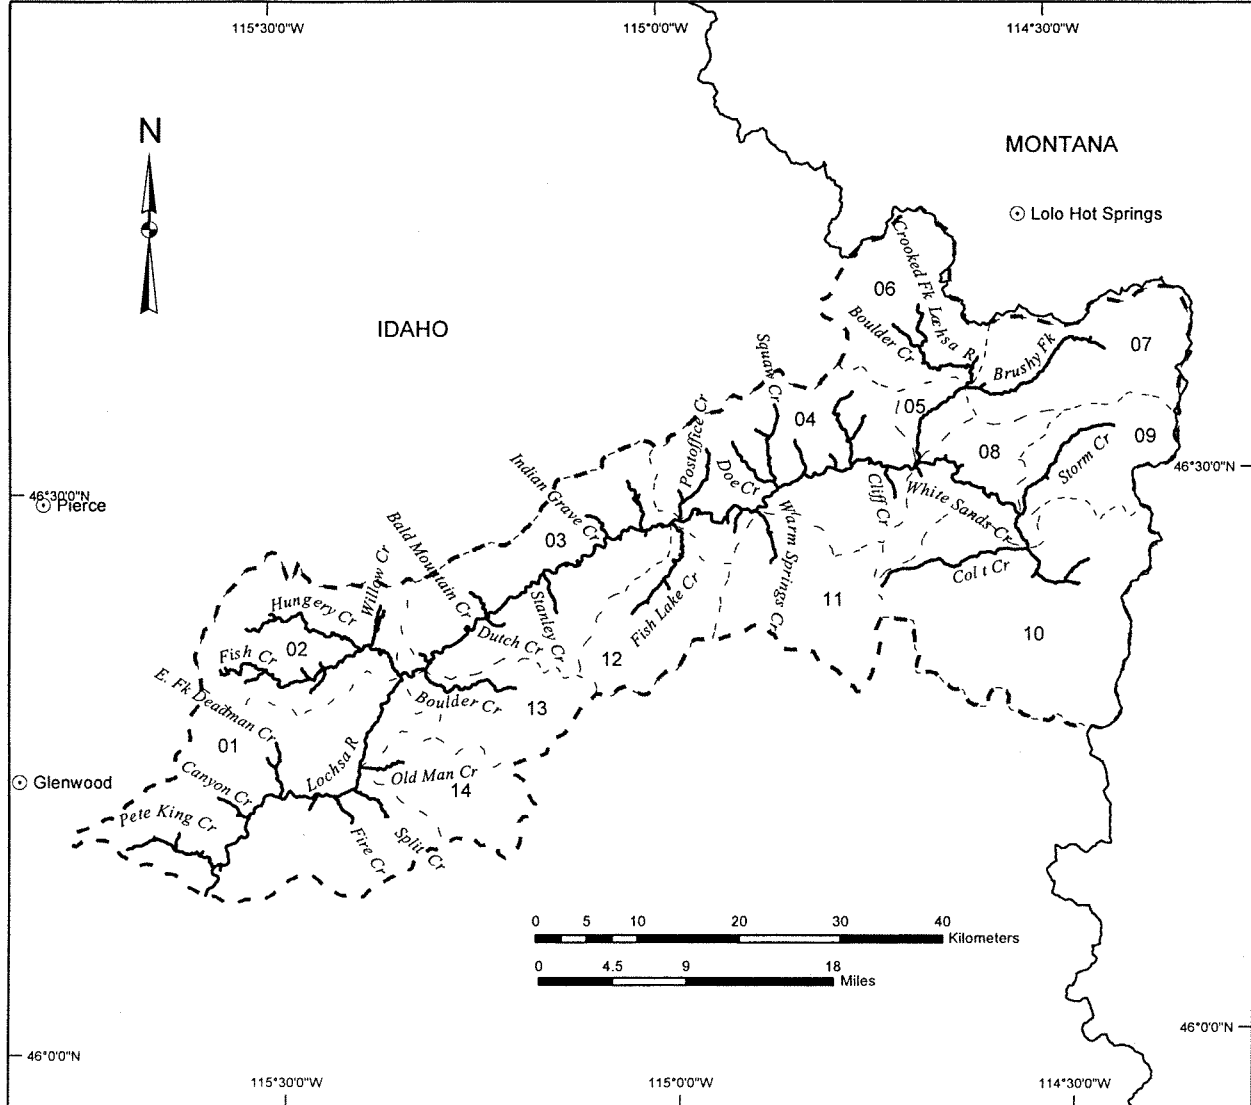 115°30'0"W
115°0'0"W
114°30'0"W
N
MONTANA
Lolo Hot Springs
IDAHO
06
Crooked Fk Lochsa R
Boulder Cr
Brushy Fk
07
Squaw Cr
04
05
Postoffice Cr
08
09
Storm Cr
46°30'0"N
Indian Grave Cr
Doe Cr
Cliff Cr
White Sands Cr
46°30'0"N
Pierce
Bald Mountain Cr
03
Warm Springs Cr
Willow Cr
Colt Cr
Hungery Cr
Stanley Cr
Fish Lake Cr
11
10
Fish Cr
02
Dutch Cr
12
E. Fk Deadman Cr
Boulder Cr
13
01
Lochsa R
Glenwood
Canyon Cr
Old Man Cr
14
Pete King Cr
Fire Cr
Split Cr
0 5 10 20 30 40
Kilometers
0 4.5 9 18
Miles
46°0'0"N
46°0'0"N
115°30'0"W
115°0'0"W
114°30'0"W